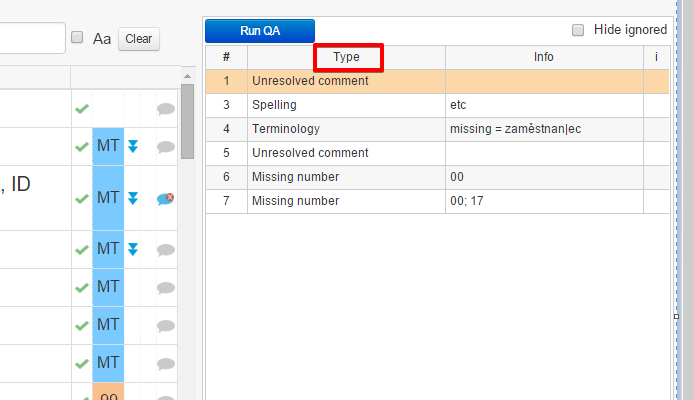 Aa Clear
Run QA Hide ignored
# Type Info i
1 Unresolved comment
3 Spelling etc
4 Terminology missing = zaměstnan|ec
5 Unresolved comment
6 Missing number 00
7 Missing number 00; 17
MT
, ID
MT
MT
MT
MT
MT
99